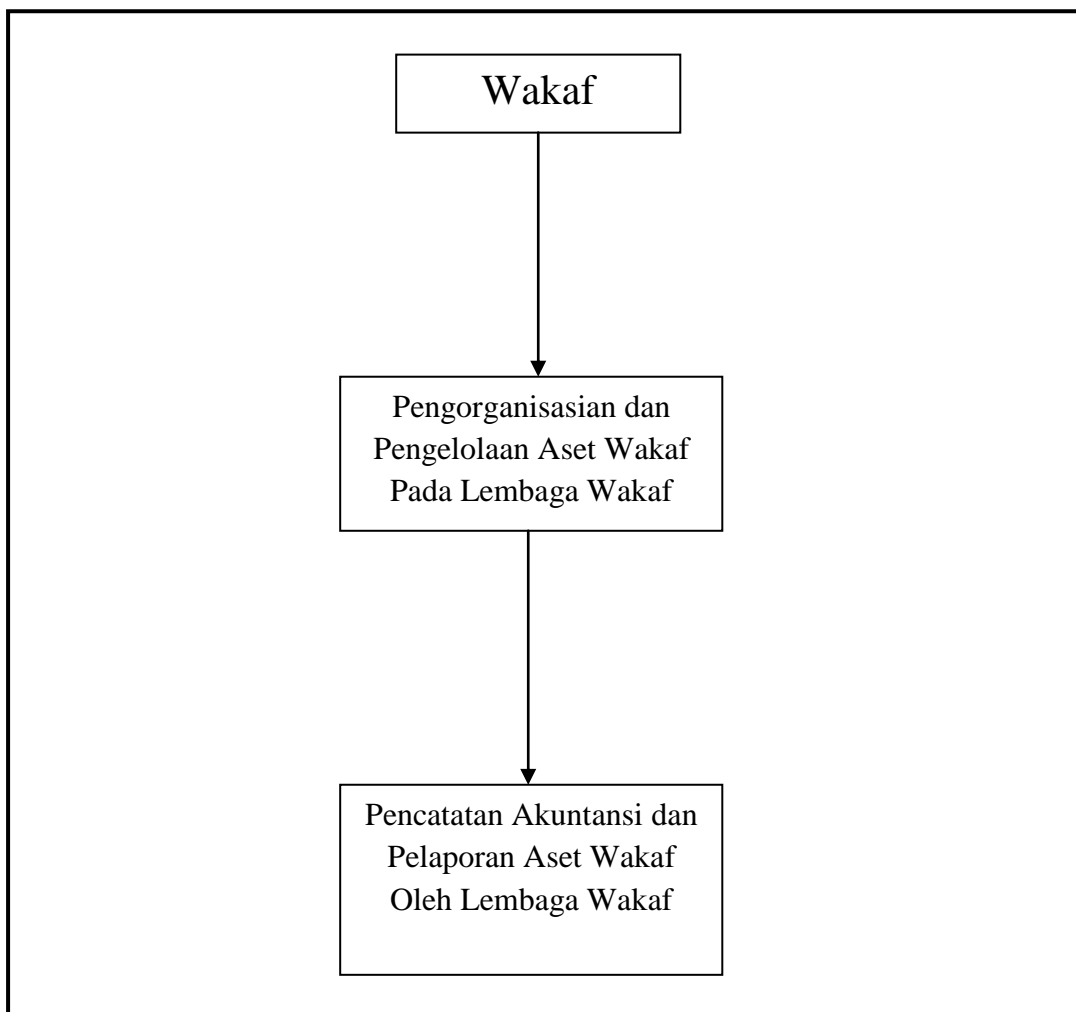 Wakaf
Pengorganisasian dan
Pengelolaan Aset Wakaf
Pada Lembaga Wakaf
Pencatatan Akuntansi dan
Pelaporan Aset Wakaf
Oleh Lembaga Wakaf